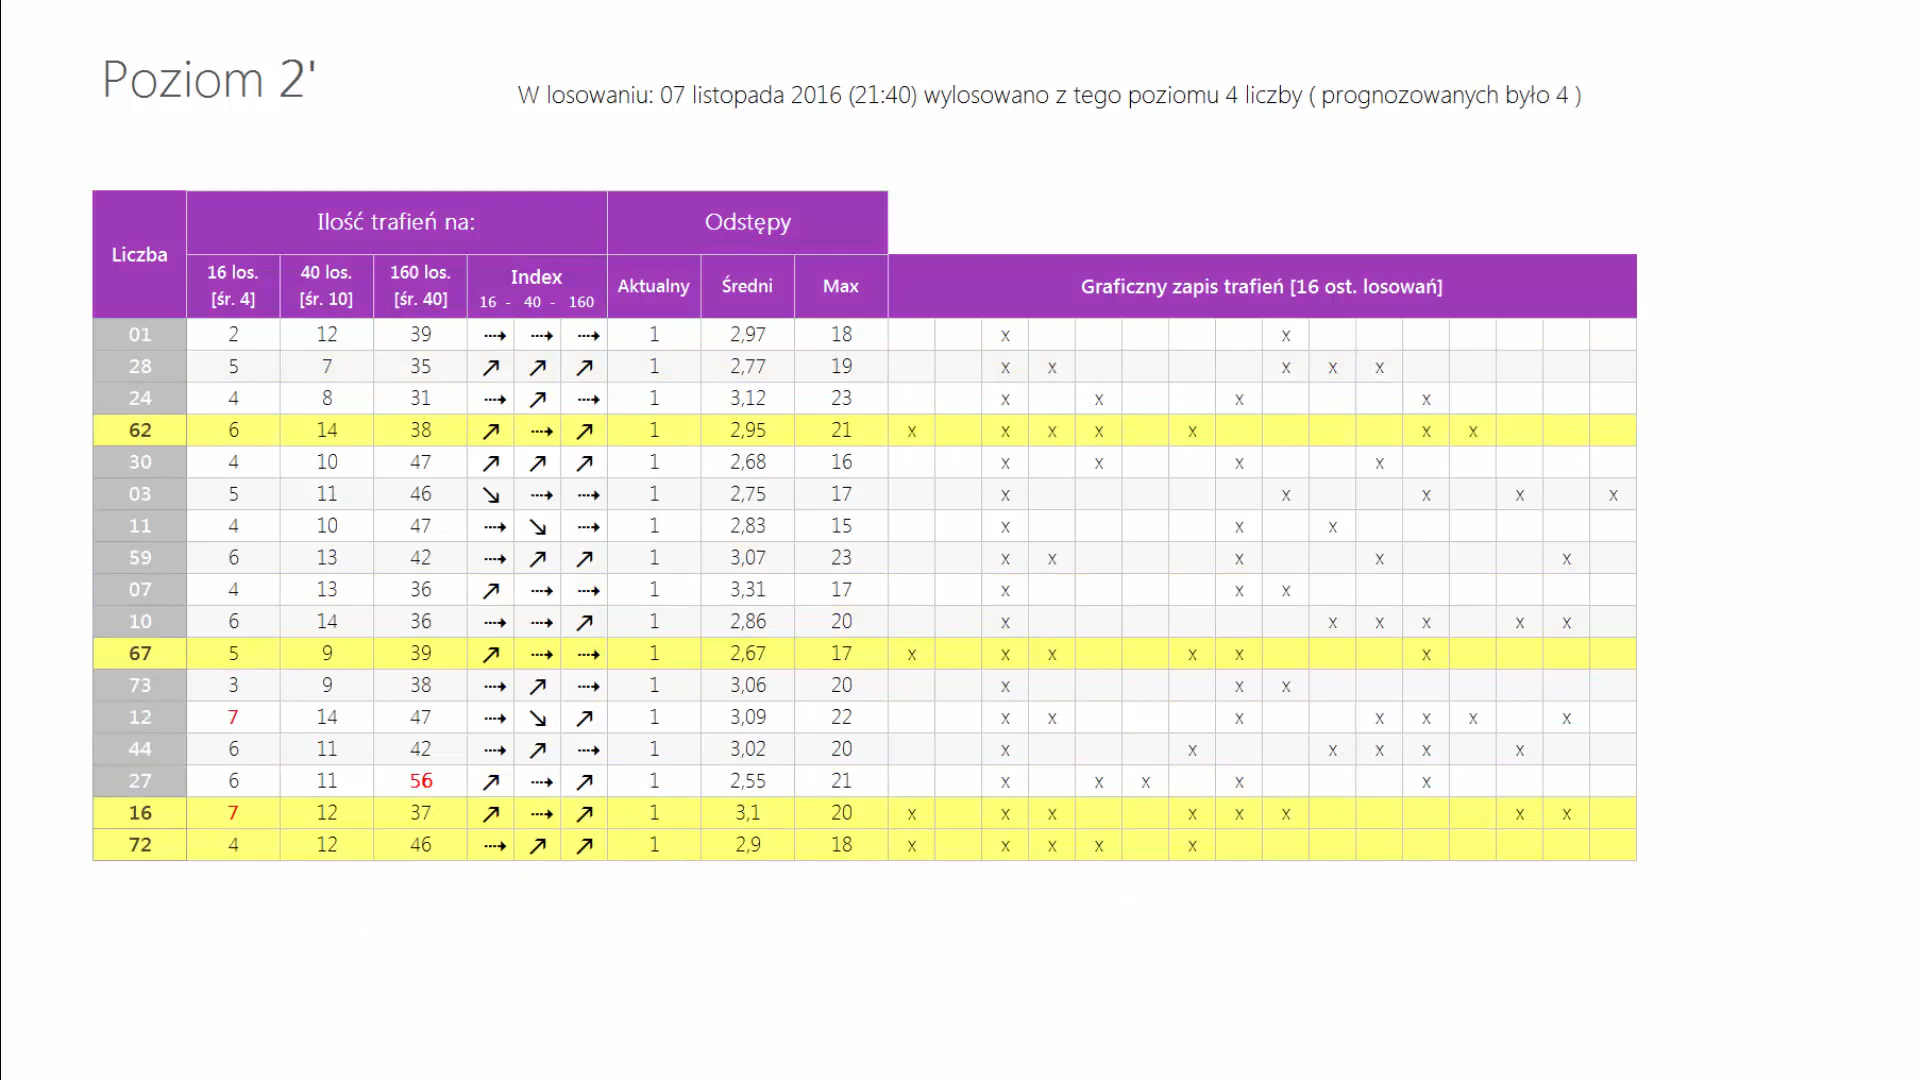 Poziom 2'
W losowaniu: 07 listopada 2016 (21:40) wylosowano z tego poziomu 4 liczby ( prognozowanych było 4 )
Liczba Ilość trafień na: Odstępy
16 los. [śr. 4] 40 los. [śr. 10] 160 los. [śr. 40] Index 16 - 40 - 160 Aktualny Średni Max Graficzny zapis trafień [16 ost. losowań]
01 2 12 39 ⇢ ⇢ ⇢ 1 2,97 18 x x
28 5 7 35 ↗ ↗ ↗ 1 2,77 19 x x x x x
24 4 8 31 ⇢ ↗ ⇢ 1 3,12 23 x x x x
62 6 14 38 ↗ ⇢ ↗ 1 2,95 21 x x x x x x x
30 4 10 47 ↗ ↗ ↗ 1 2,68 16 x x x x
03 5 11 46 ↘ ⇢ ⇢ 1 2,75 17 x x x x x
11 4 10 47 ⇢ ↘ ⇢ 1 2,83 15 x x x
59 6 13 42 ⇢ ↗ ↗ 1 3,07 23 x x x x x
07 4 13 36 ↗ ⇢ ⇢ 1 3,31 17 x x x
10 6 14 36 ⇢ ⇢ ↗ 1 2,86 20 x x x x x x
67 5 9 39 ↗ ⇢ ⇢ 1 2,67 17 x x x x x x
73 3 9 38 ⇢ ↗ ⇢ 1 3,06 20 x x x
12 7 14 47 ⇢ ↘ ↗ 1 3,09 22 x x x x x x x
44 6 11 42 ⇢ ↗ ⇢ 1 3,02 20 x x x x x x
27 6 11 56 ↗ ⇢ ↗ 1 2,55 21 x x x x x
16 7 12 37 ↗ ⇢ ↗ 1 3,1 20 x x x x x x x x
72 4 12 46 ⇢ ↗ ↗ 1 2,9 18 x x x x x